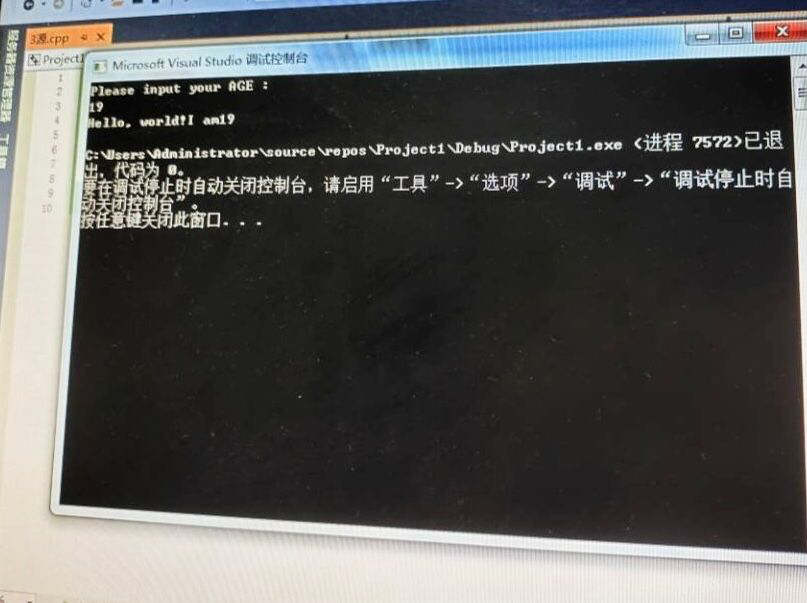 3源.cpp
Project1
Microsoft Visual Studio 调试控制台
Please input your AGE :
19
Hello, world!I am19
C:\Users\Administrator\source\repos\Project1\Debug\Project1.exe (进程 7572)已退
出，代码为 0。
要在调试停止时自动关闭控制台，请启用“工具”->“选项”->“调试”->“调试停止时自
动关闭控制台”。
按任意键关闭此窗口. . .
1
2
3
4
5
6
7
8
9
10